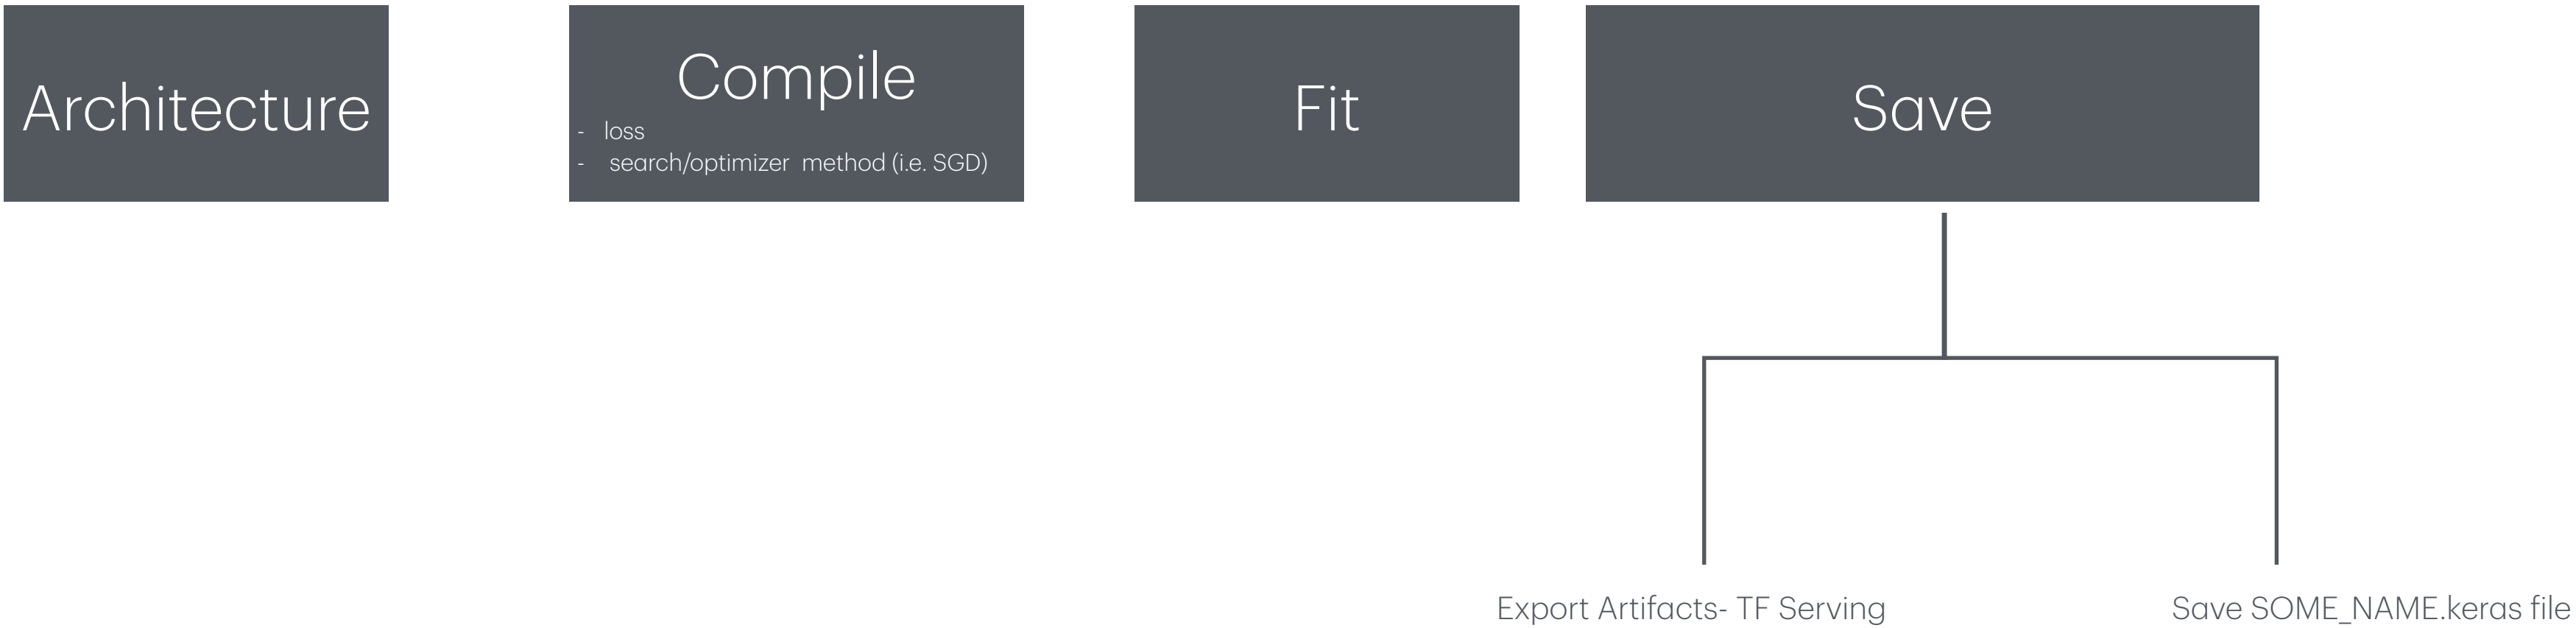 Architecture
Compile
- loss
- search/optimizer method (i.e. SGD)
Fit
Save
Export Artifacts- TF Serving
Save SOME_NAME.keras file